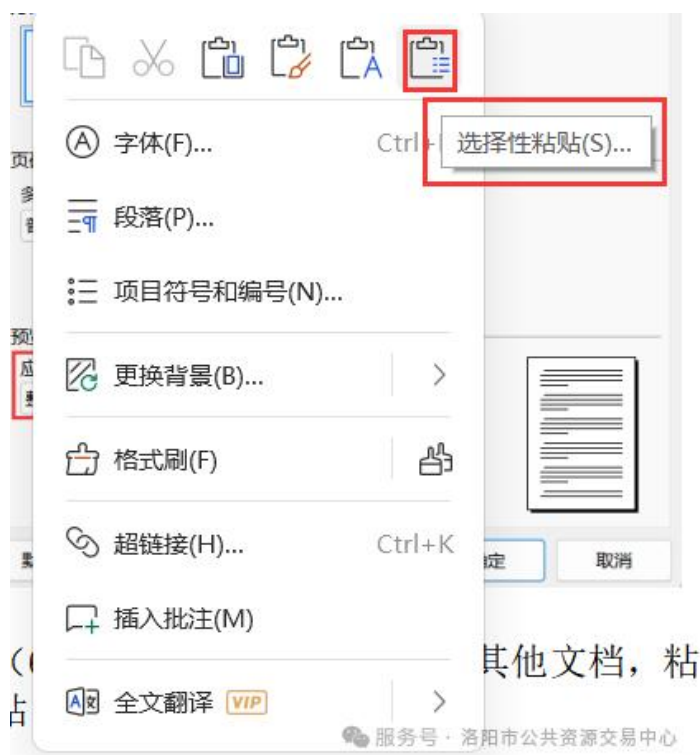 字体(F)...
Ctrl+
选择性粘贴(S)...
段落(P)...
项目符号和编号(N)...
更换背景(B)...
格式刷(F)
超链接(H)... Ctrl+K
取消
插入批注(M)
其他文档，粘
全文翻译 VIP
服务号 · 洛阳市公共资源交易中心